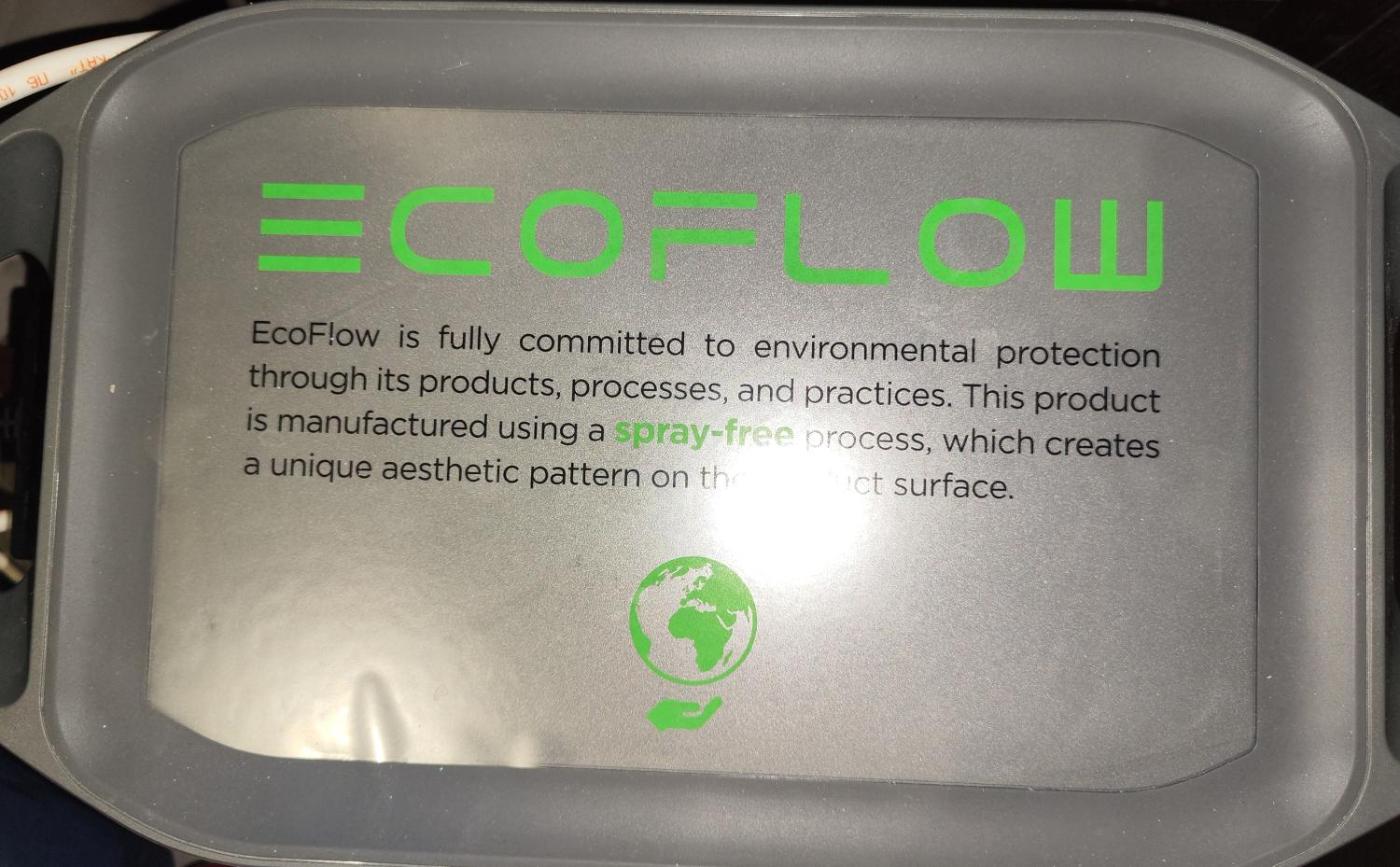 ECOFLOW
EcoFlow is fully committed to environmental protection
through its products, processes, and practices. This product
is manufactured using a spray-free process, which creates
a unique aesthetic pattern on surface.